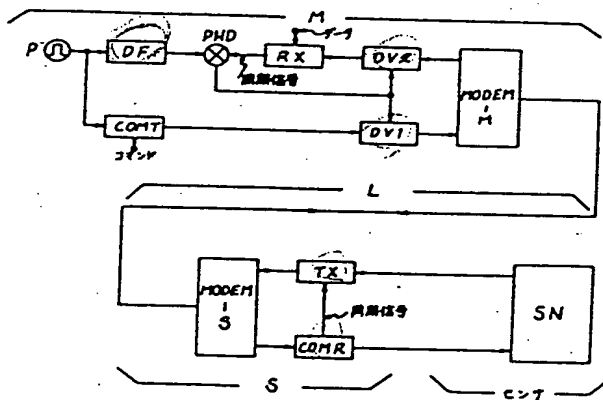 M
P
DF
PHD
RX
データ
DV2
同期信号
MODEM
|
M
COMT
コマンド
DV1
L
MODEM
|
S
TX
同期信号
COMR
SN
S
センサ